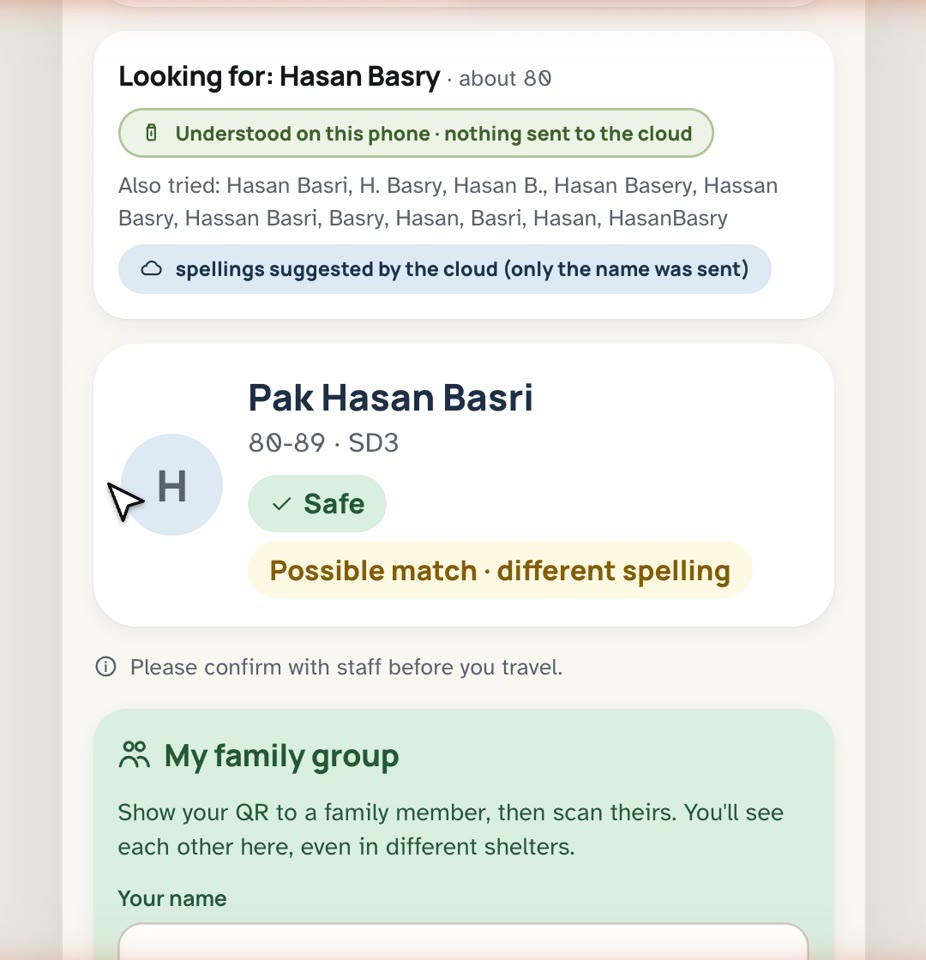 Looking for: Hasan Basry · about 80
Understood on this phone · nothing sent to the cloud
Also tried: Hasan Basri, H. Basry, Hasan B., Hasan Basery, Hassan
Basry, Hassan Basri, Basry, Hasan, Basri, Hasan, HasanBasry
spellings suggested by the cloud (only the name was sent)
Pak Hasan Basri
80-89 · SD3
H
Safe
Possible match · different spelling
Please confirm with staff before you travel.
My family group
Show your QR to a family member, then scan theirs. You'll see
each other here, even in different shelters.
Your name